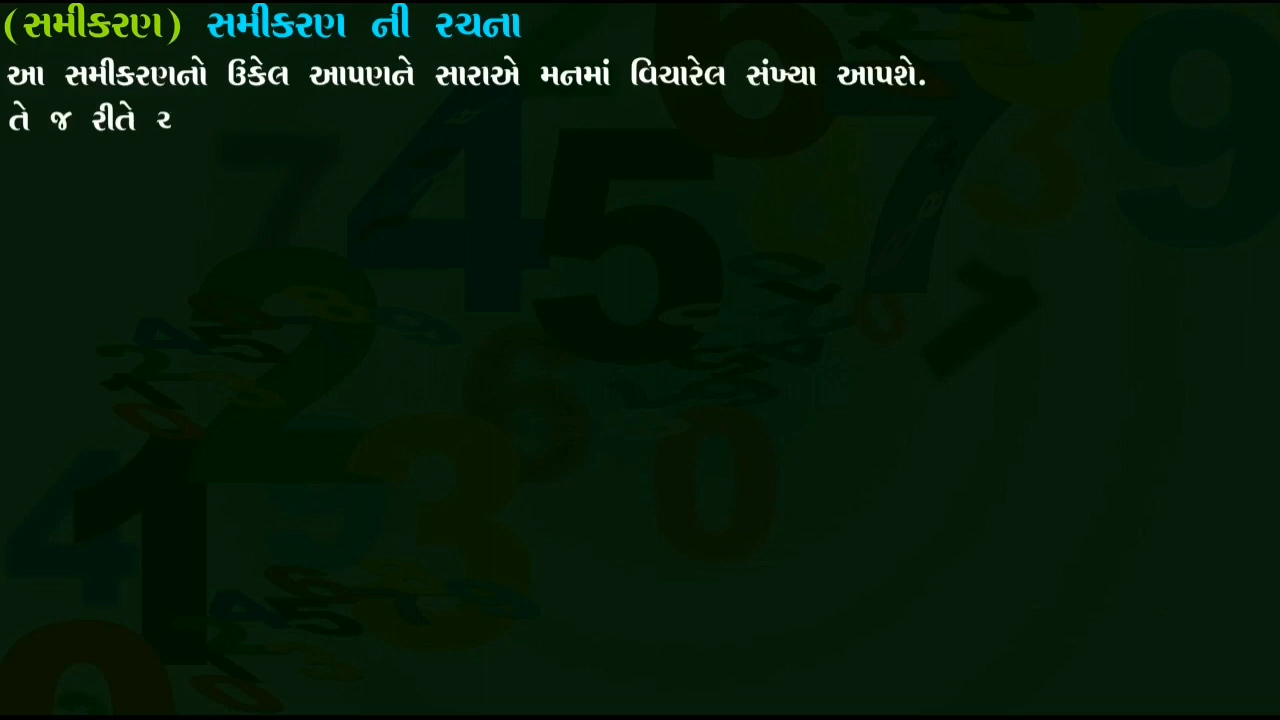 (સમીકરણ) સમીકરણ ની રચના
આ સમીકરણનો ઉકેલ આપણને સારાએ મનમાં વિચારેલ સંખ્યા આપશે.
તે જ રીતે ર